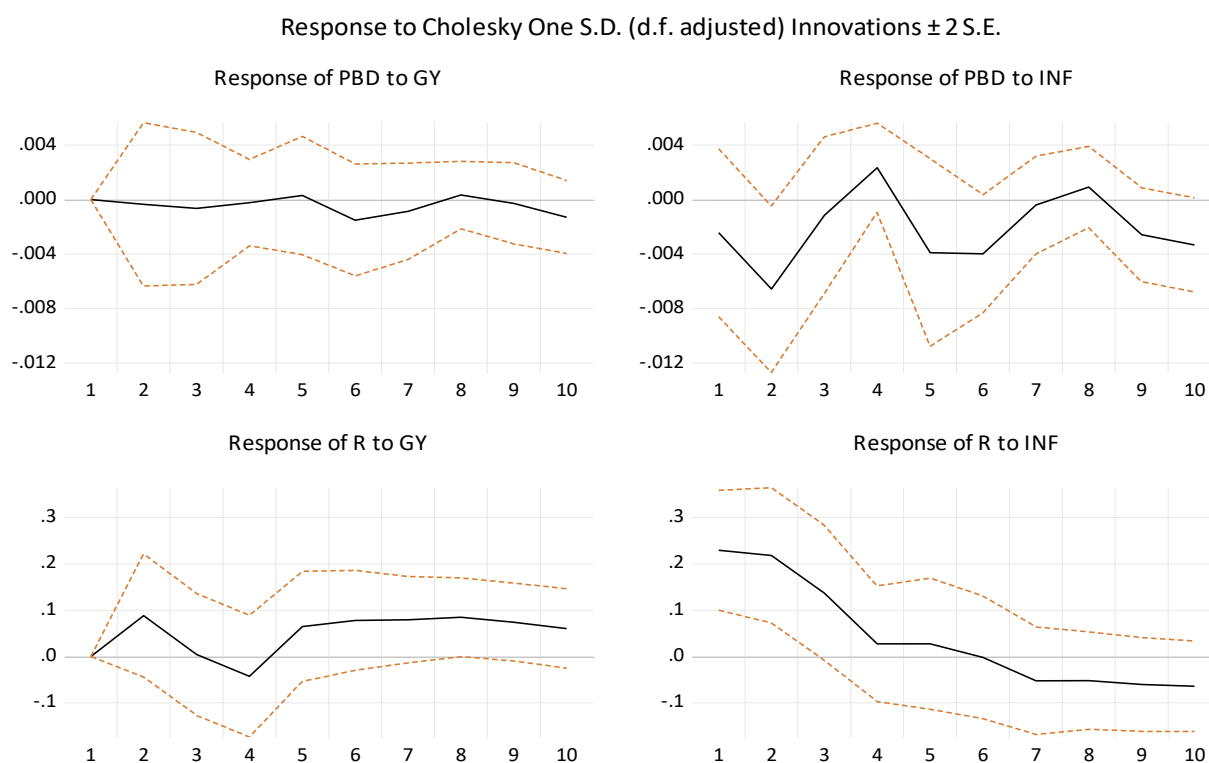 Response to Cholesky One S.D. (d.f. adjusted) Innovations ± 2 S.E.
Response of PBD to GY
.004
.000
-.004
-.008
-.012
1 2 3 4 5 6 7 8 9 10
Response of PBD to INF
.004
.000
-.004
-.008
-.012
1 2 3 4 5 6 7 8 9 10
Response of R to GY
.3
.2
.1
.0
-.1
1 2 3 4 5 6 7 8 9 10
Response of R to INF
.3
.2
.1
.0
-.1
1 2 3 4 5 6 7 8 9 10